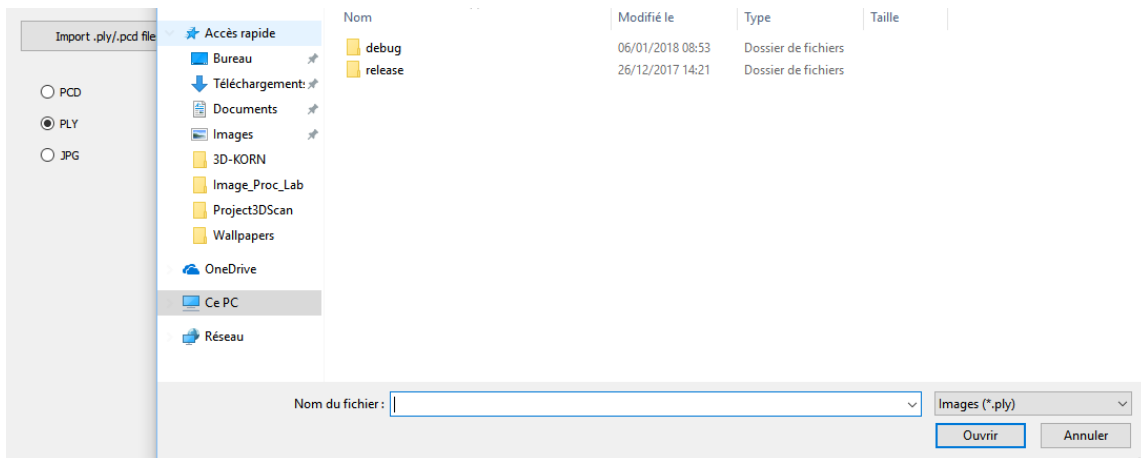 Import .ply/.pcd file
PCD
PLY
JPG
Accès rapide
Bureau
Téléchargements
Documents
Images
3D-KORN
Image_Proc_Lab
Project3DScan
Wallpapers
OneDrive
Ce PC
Réseau
Nom Modifié le Type Taille
debug 06/01/2018 08:53 Dossier de fichiers
release 26/12/2017 14:21 Dossier de fichiers
Nom du fichier : Images (*.ply)
Ouvrir Annuler